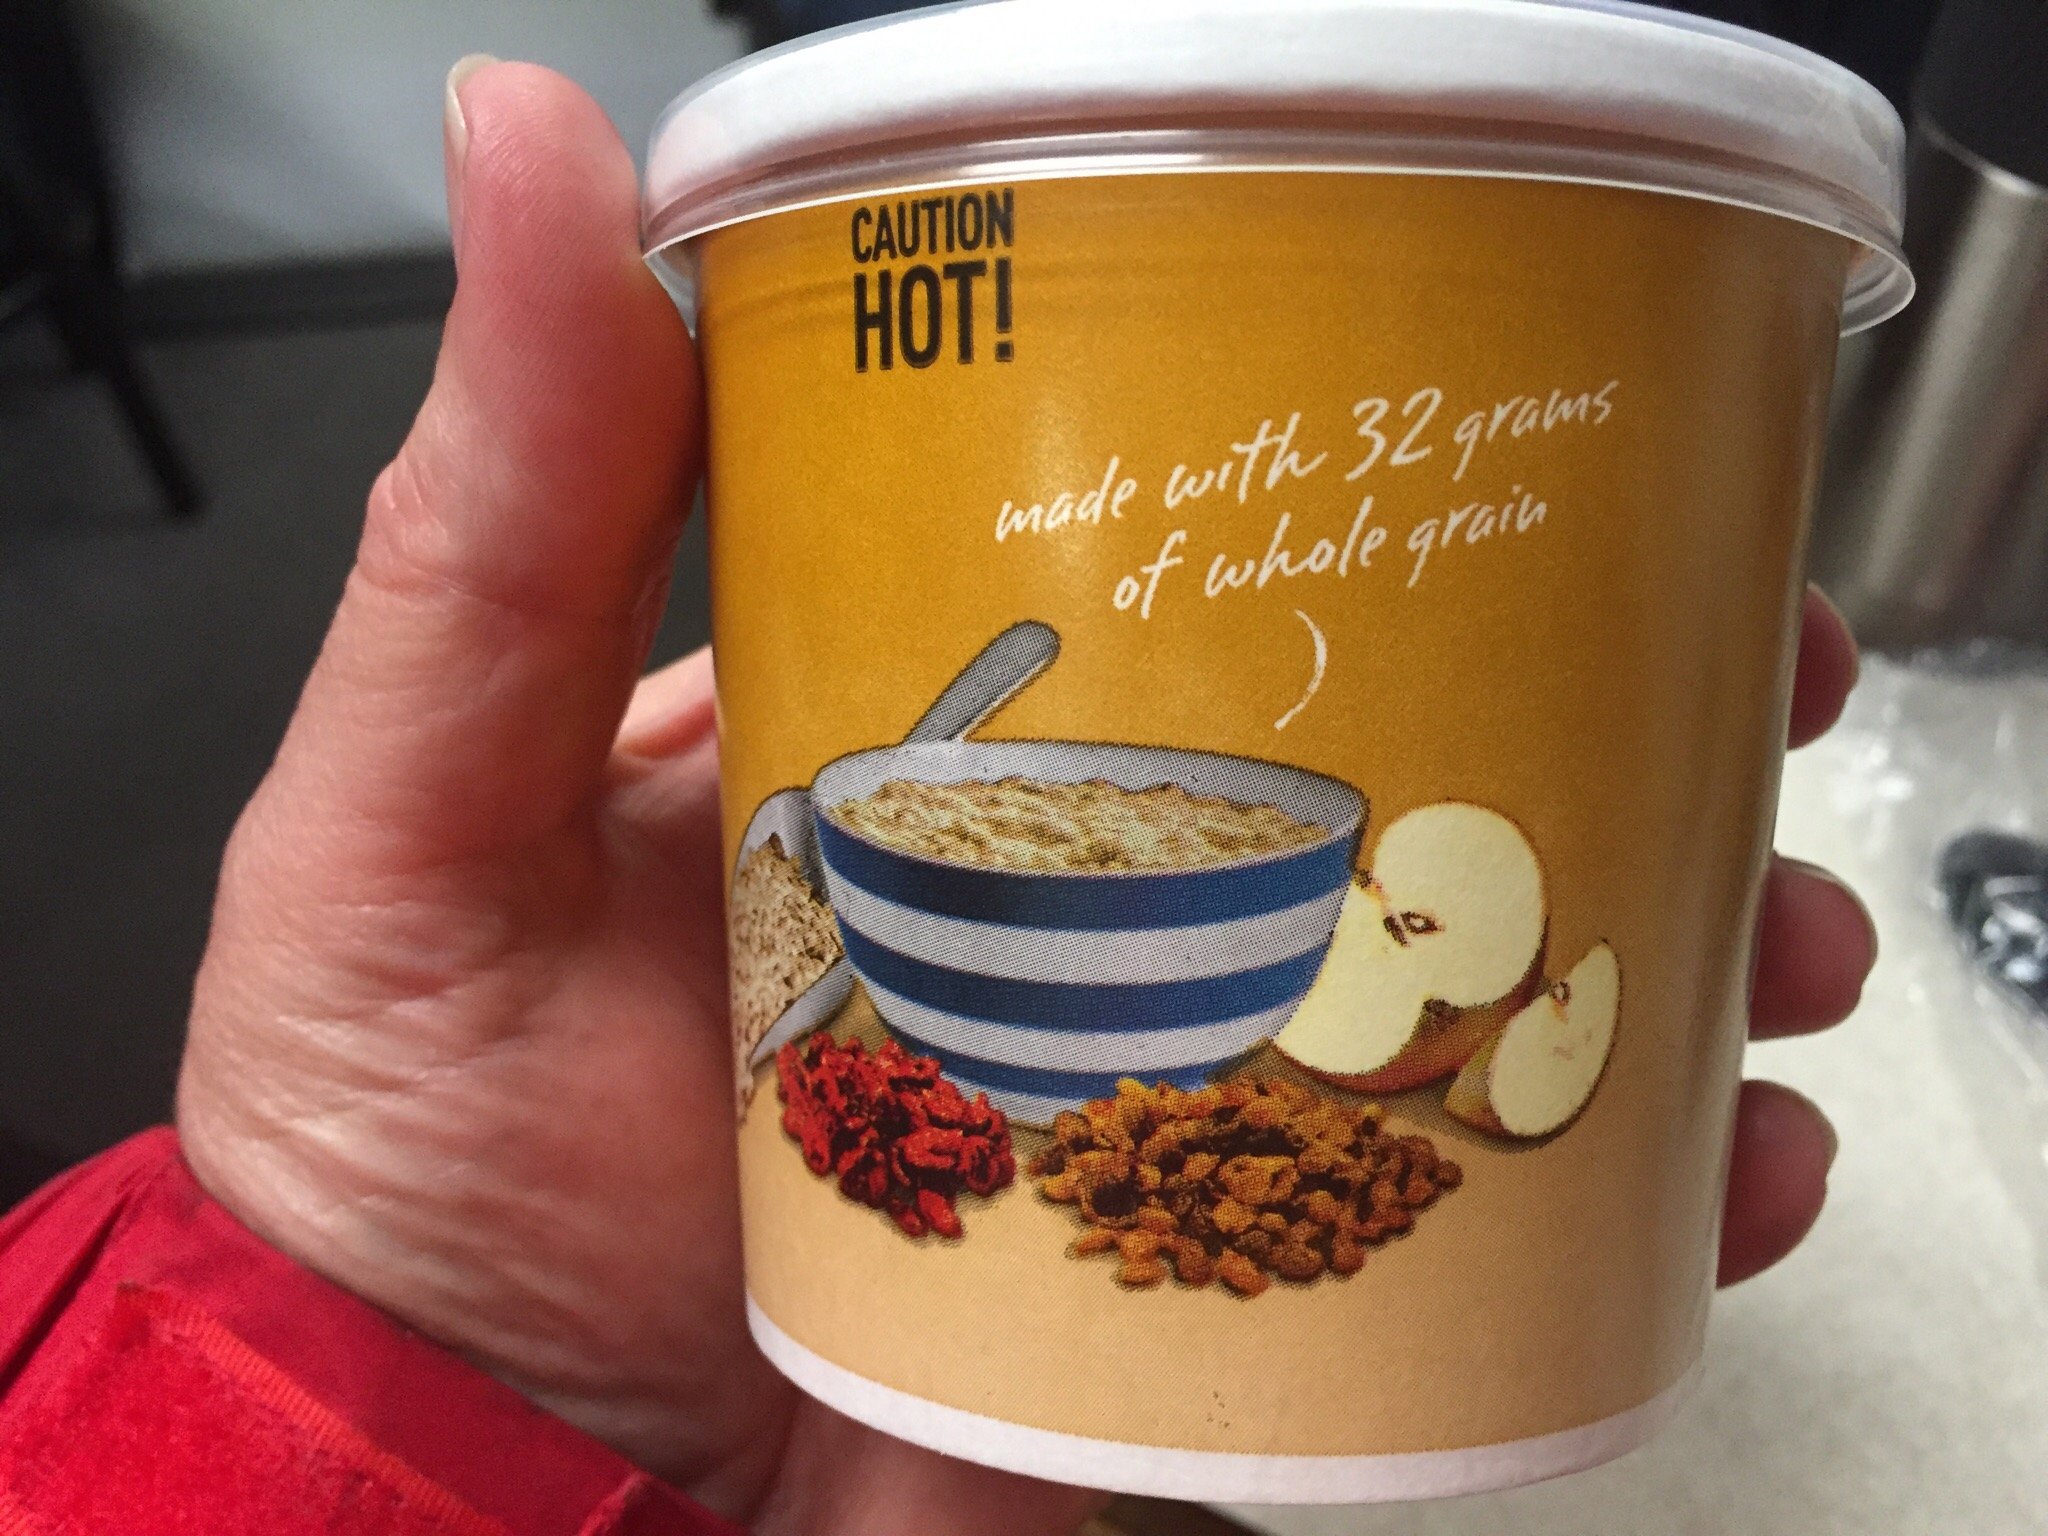 CAUTION
HOT!
made with 32 grams
of whole grain